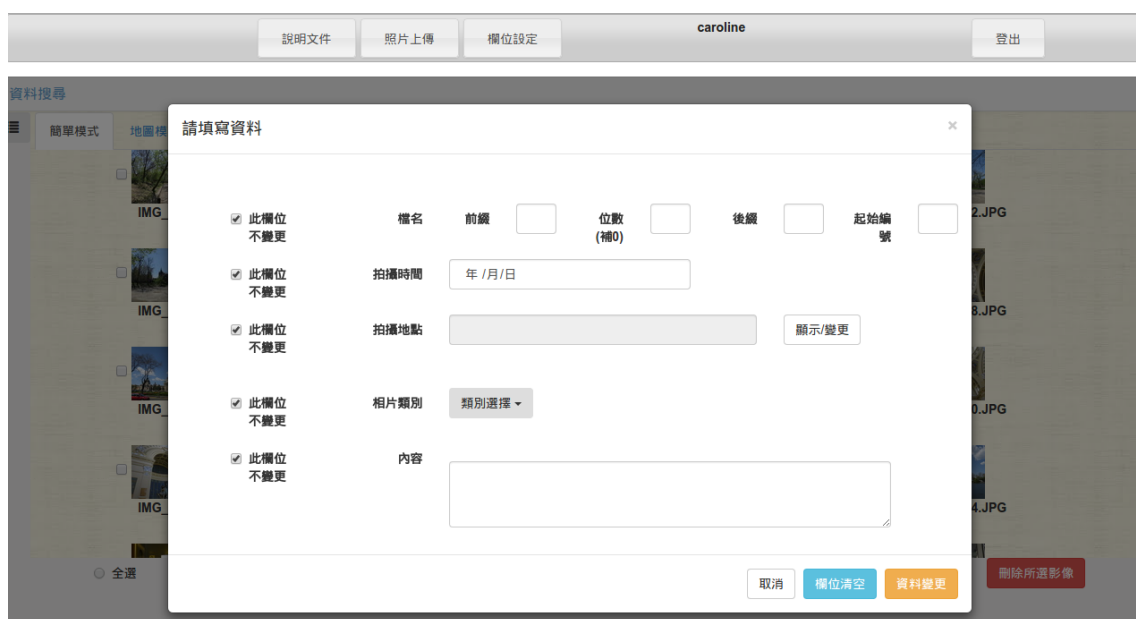 說明文件 照片上傳 欄位設定 caroline 登出
資料搜尋
簡單模式 地圖模
請填寫資料 ×
IMG_ 2.JPG
此欄位不變更 檔名 前綴 位數(補0) 後綴 起始編號
IMG_ 8.JPG
此欄位不變更 拍攝時間 年 /月/日
此欄位不變更 拍攝地點 顯示/變更
IMG_ 0.JPG
此欄位不變更 相片類別 類別選擇
此欄位不變更 內容
IMG_ 4.JPG
全選 刪除所選影像
取消 欄位清空 資料變更